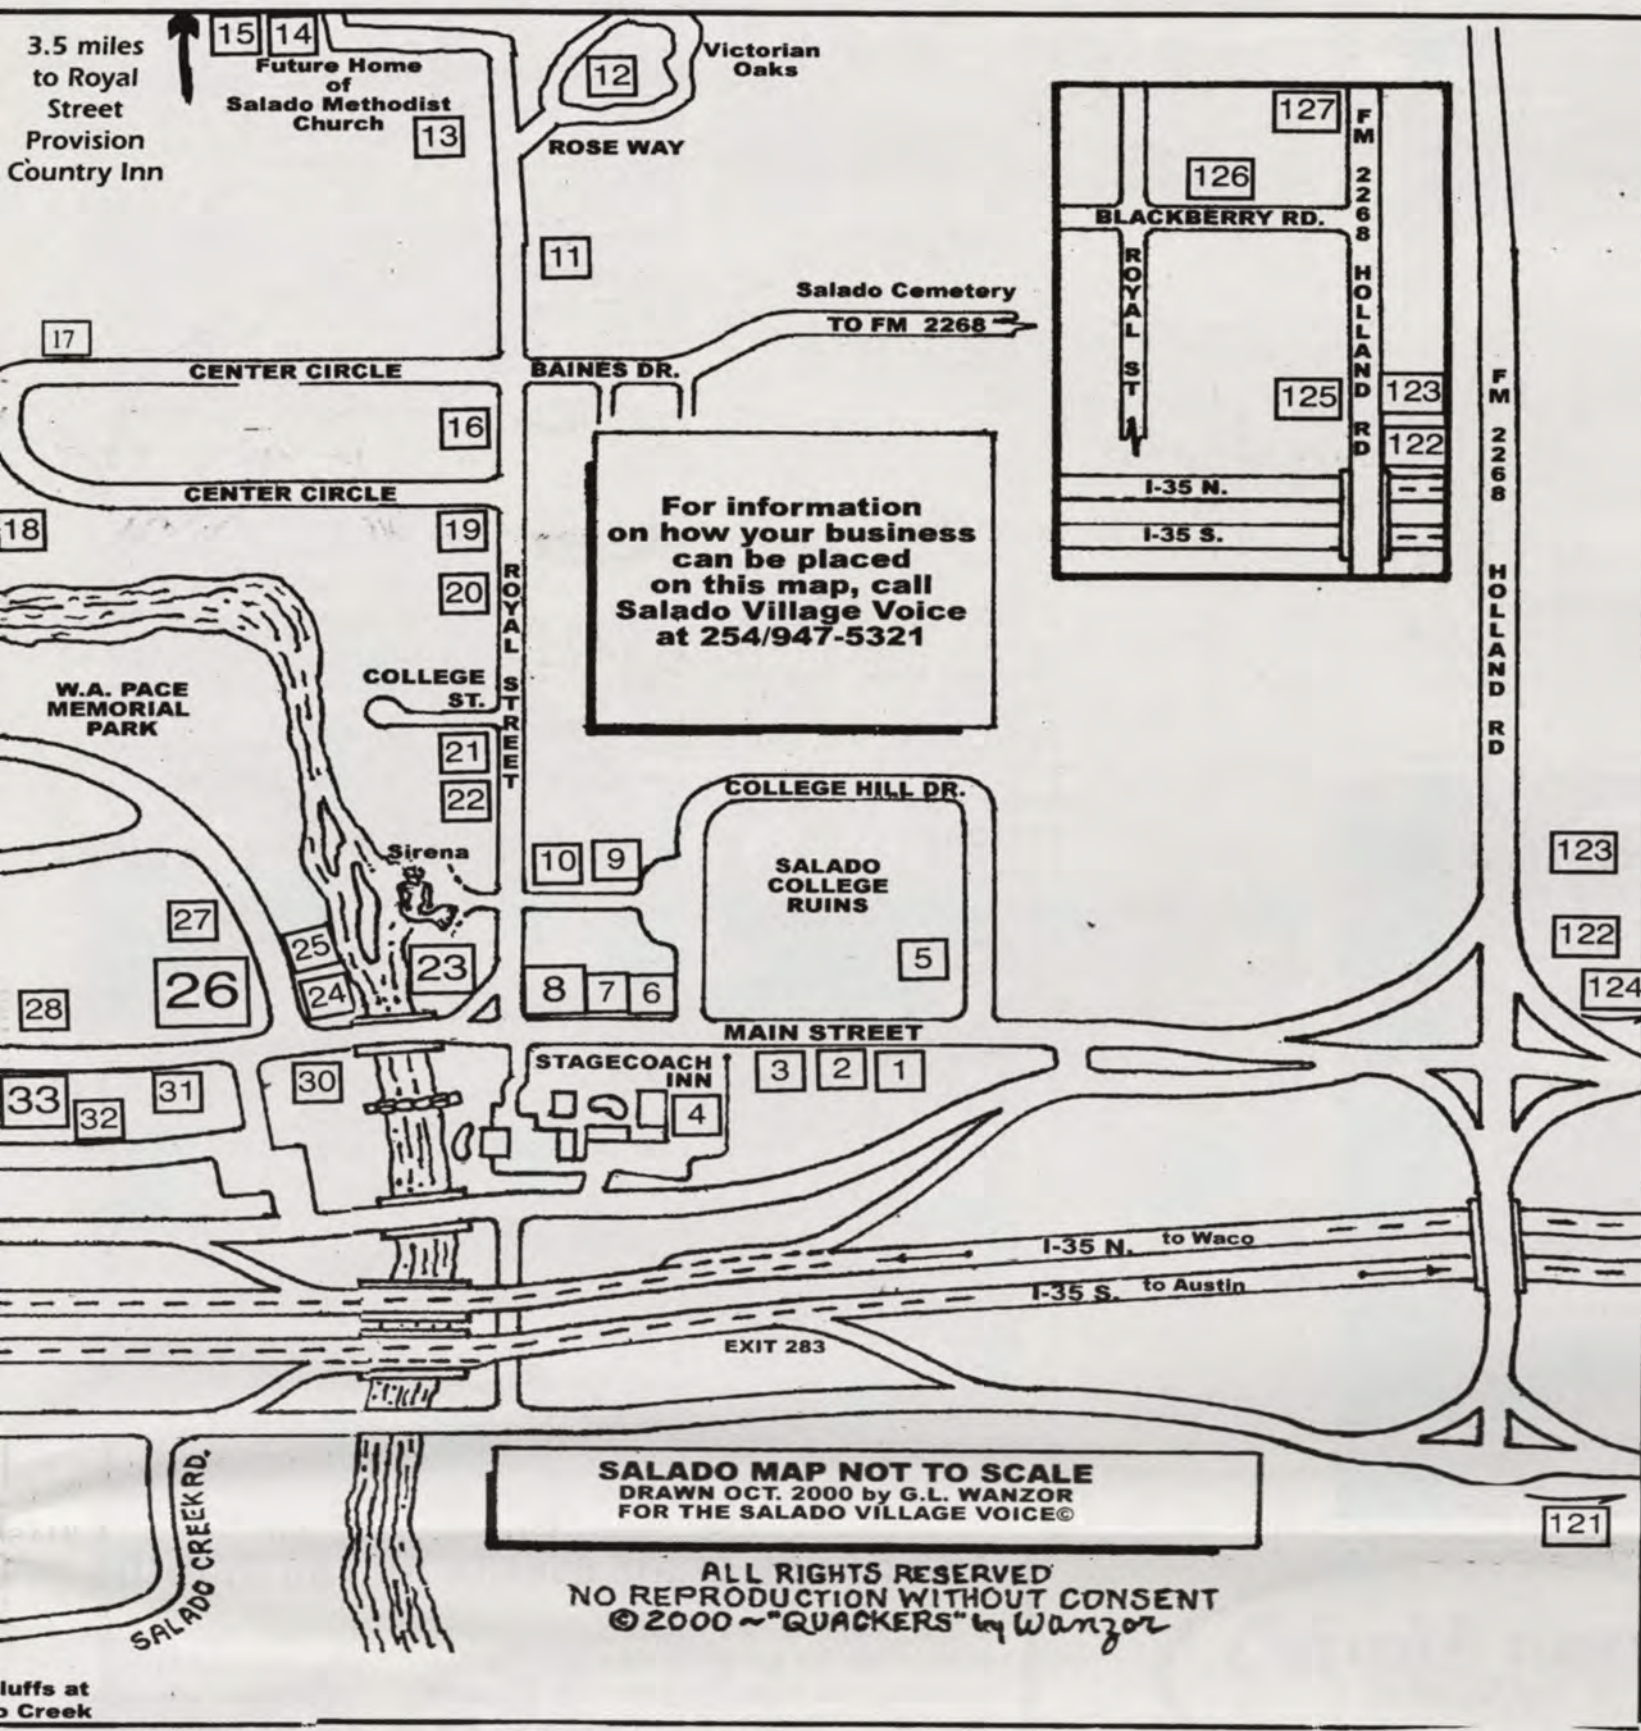 3.5 miles
to Royal
Street
Provision
Country Inn
15
14
Future Home
of
Salado Methodist
Church
13
12
Victorian
Oaks
ROSE WAY
11
17
CENTER CIRCLE
BAINES DR.
Salado Cemetery
TO FM 2268
16
CENTER CIRCLE
18
19
20
ROYAL STREET
COLLEGE
ST.
W.A. PACE
MEMORIAL
PARK
21
22
For information
on how your business
can be placed
on this map, call
Salado Village Voice
at 254/947-5321
127
126
BLACKBERRY RD.
FM 2268 HOLLAND RD
ROYAL ST
125
123
122
I-35 N.
I-35 S.
FM 2268 HOLLAND RD
COLLEGE HILL DR.
SALADO
COLLEGE
RUINS
5
Sirena
10
9
123
122
124
27
25
24
23
26
28
8
7
6
MAIN STREET
STAGECOACH
INN
3
2
1
4
33
32
31
30
I-35 N. to Waco
I-35 S. to Austin
EXIT 283
SALADO CREEK RD.
SALADO MAP NOT TO SCALE
DRAWN OCT. 2000 by G.L. WANZOR
FOR THE SALADO VILLAGE VOICE©
121
ALL RIGHTS RESERVED
NO REPRODUCTION WITHOUT CONSENT
©2000~"QUACKERS" by Wanzor
luffs at
Creek